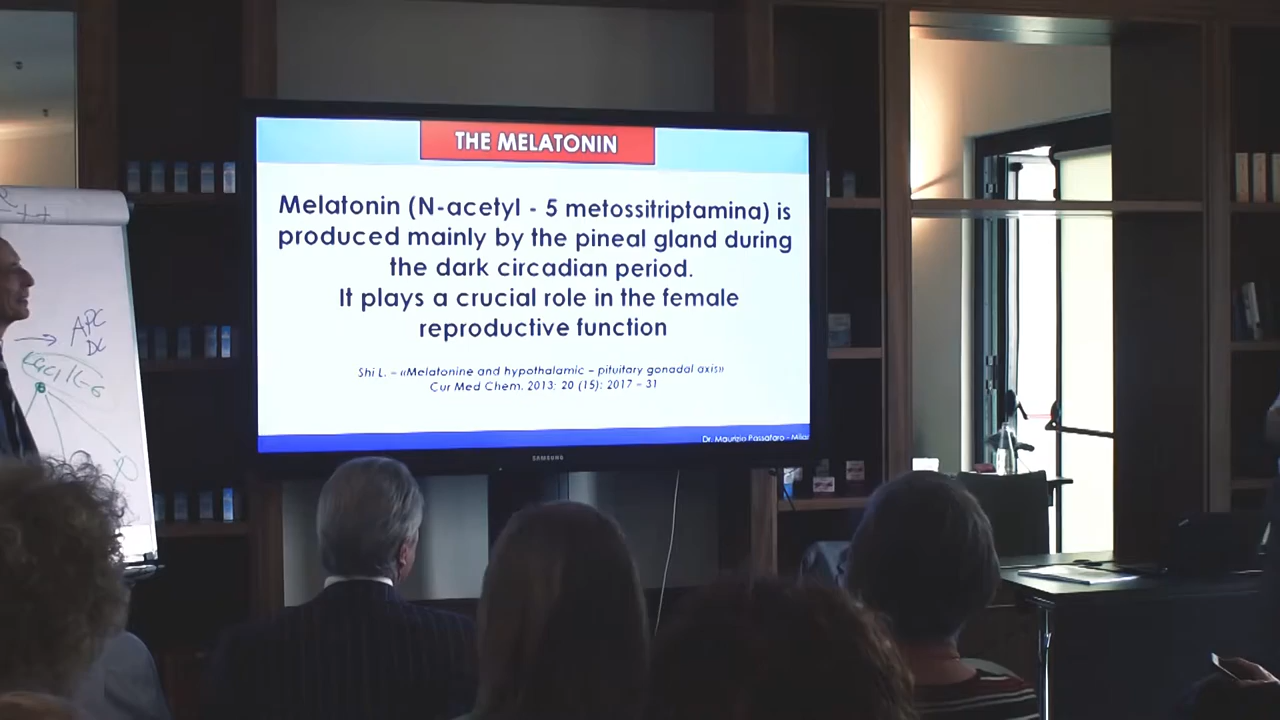 THE MELATONIN
Melatonin (N-acetyl - 5 metossitriptamina) is
produced mainly by the pineal gland during
the dark circadian period.
It plays a crucial role in the female
reproductive function
Shi L. – «Melatonine and hypothalamic – pituitary gonadal axis»
Cur Med Chem. 2013: 20 (15): 2017 – 31
Dr. Maurizio Passafaro - Milan
SAMSUNG
APC
DC